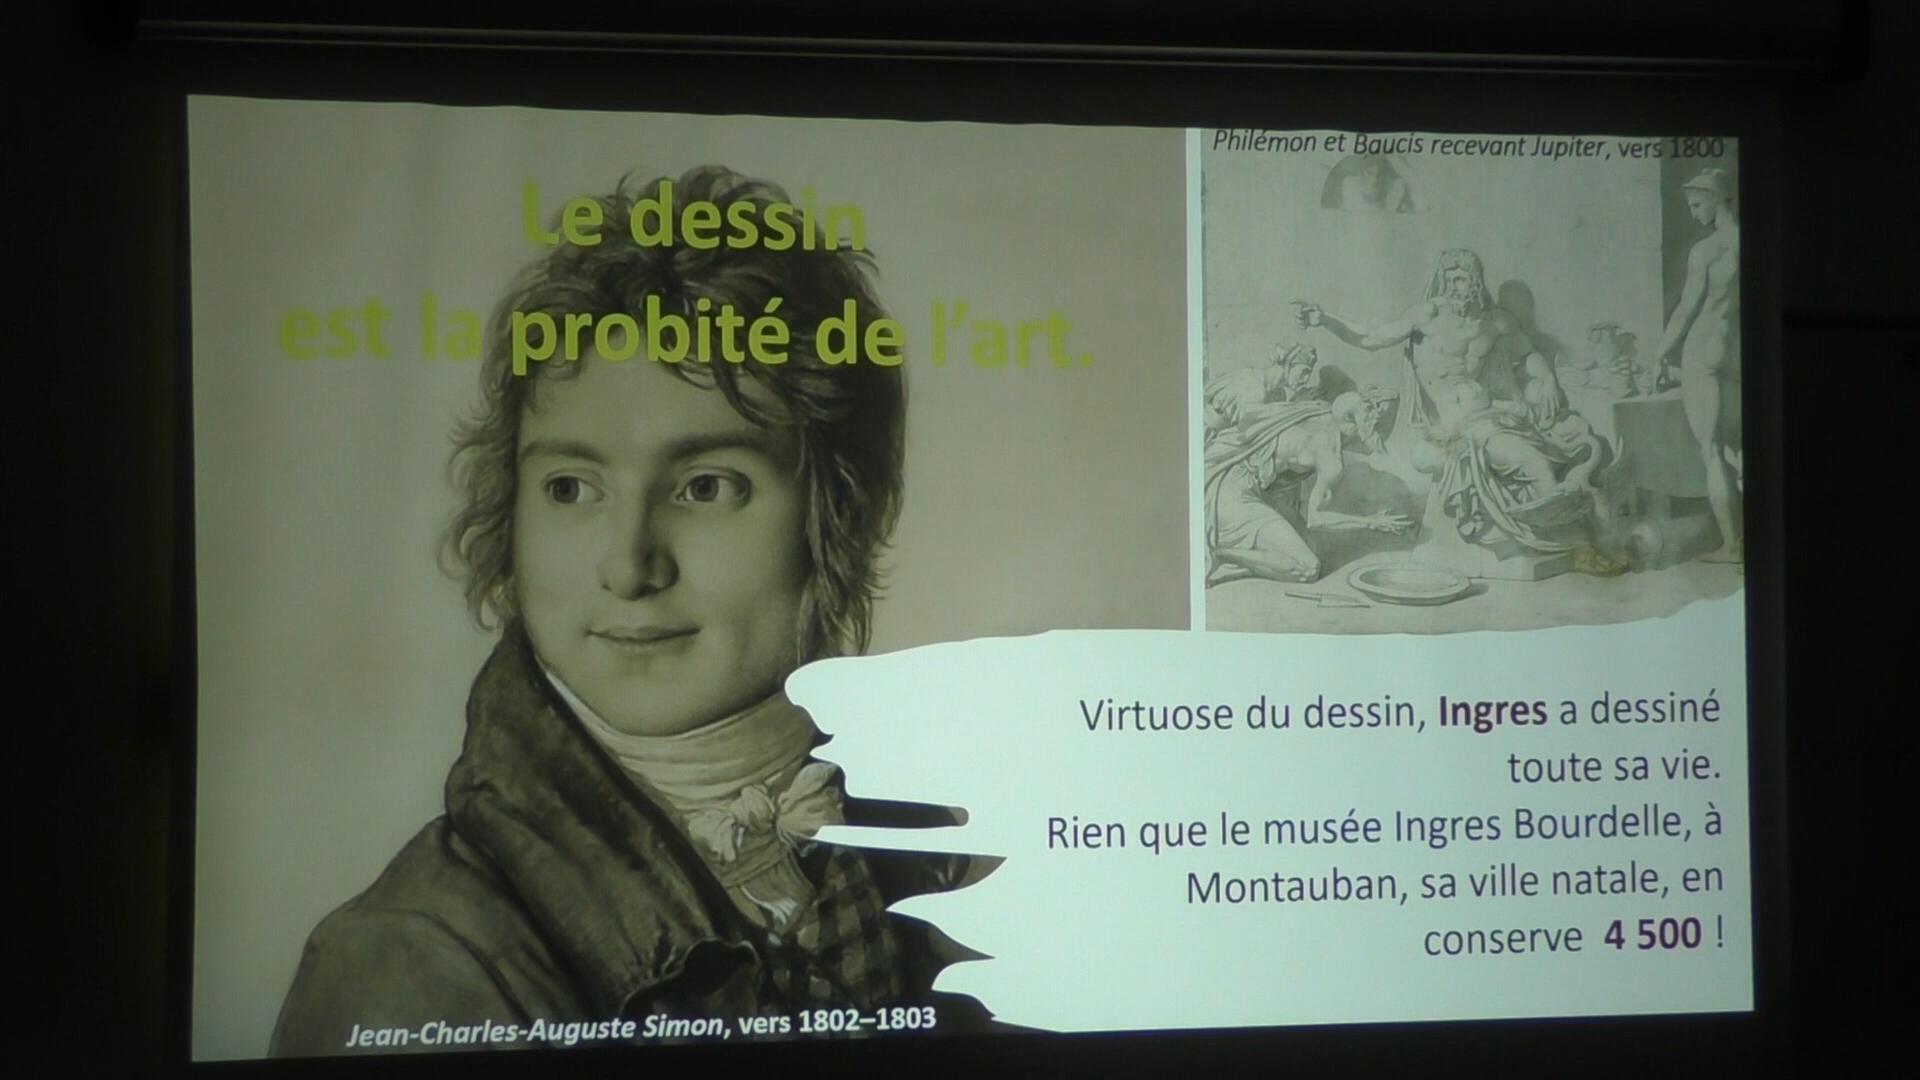 Le dessin
est la probité de l'art.
Philémon et Baucis recevant Jupiter, vers 1800
Virtuose du dessin, Ingres a dessiné
toute sa vie.
Rien que le musée Ingres Bourdelle, à
Montauban, sa ville natale, en
conserve 4 500 !
Jean-Charles-Auguste Simon, vers 1802–1803